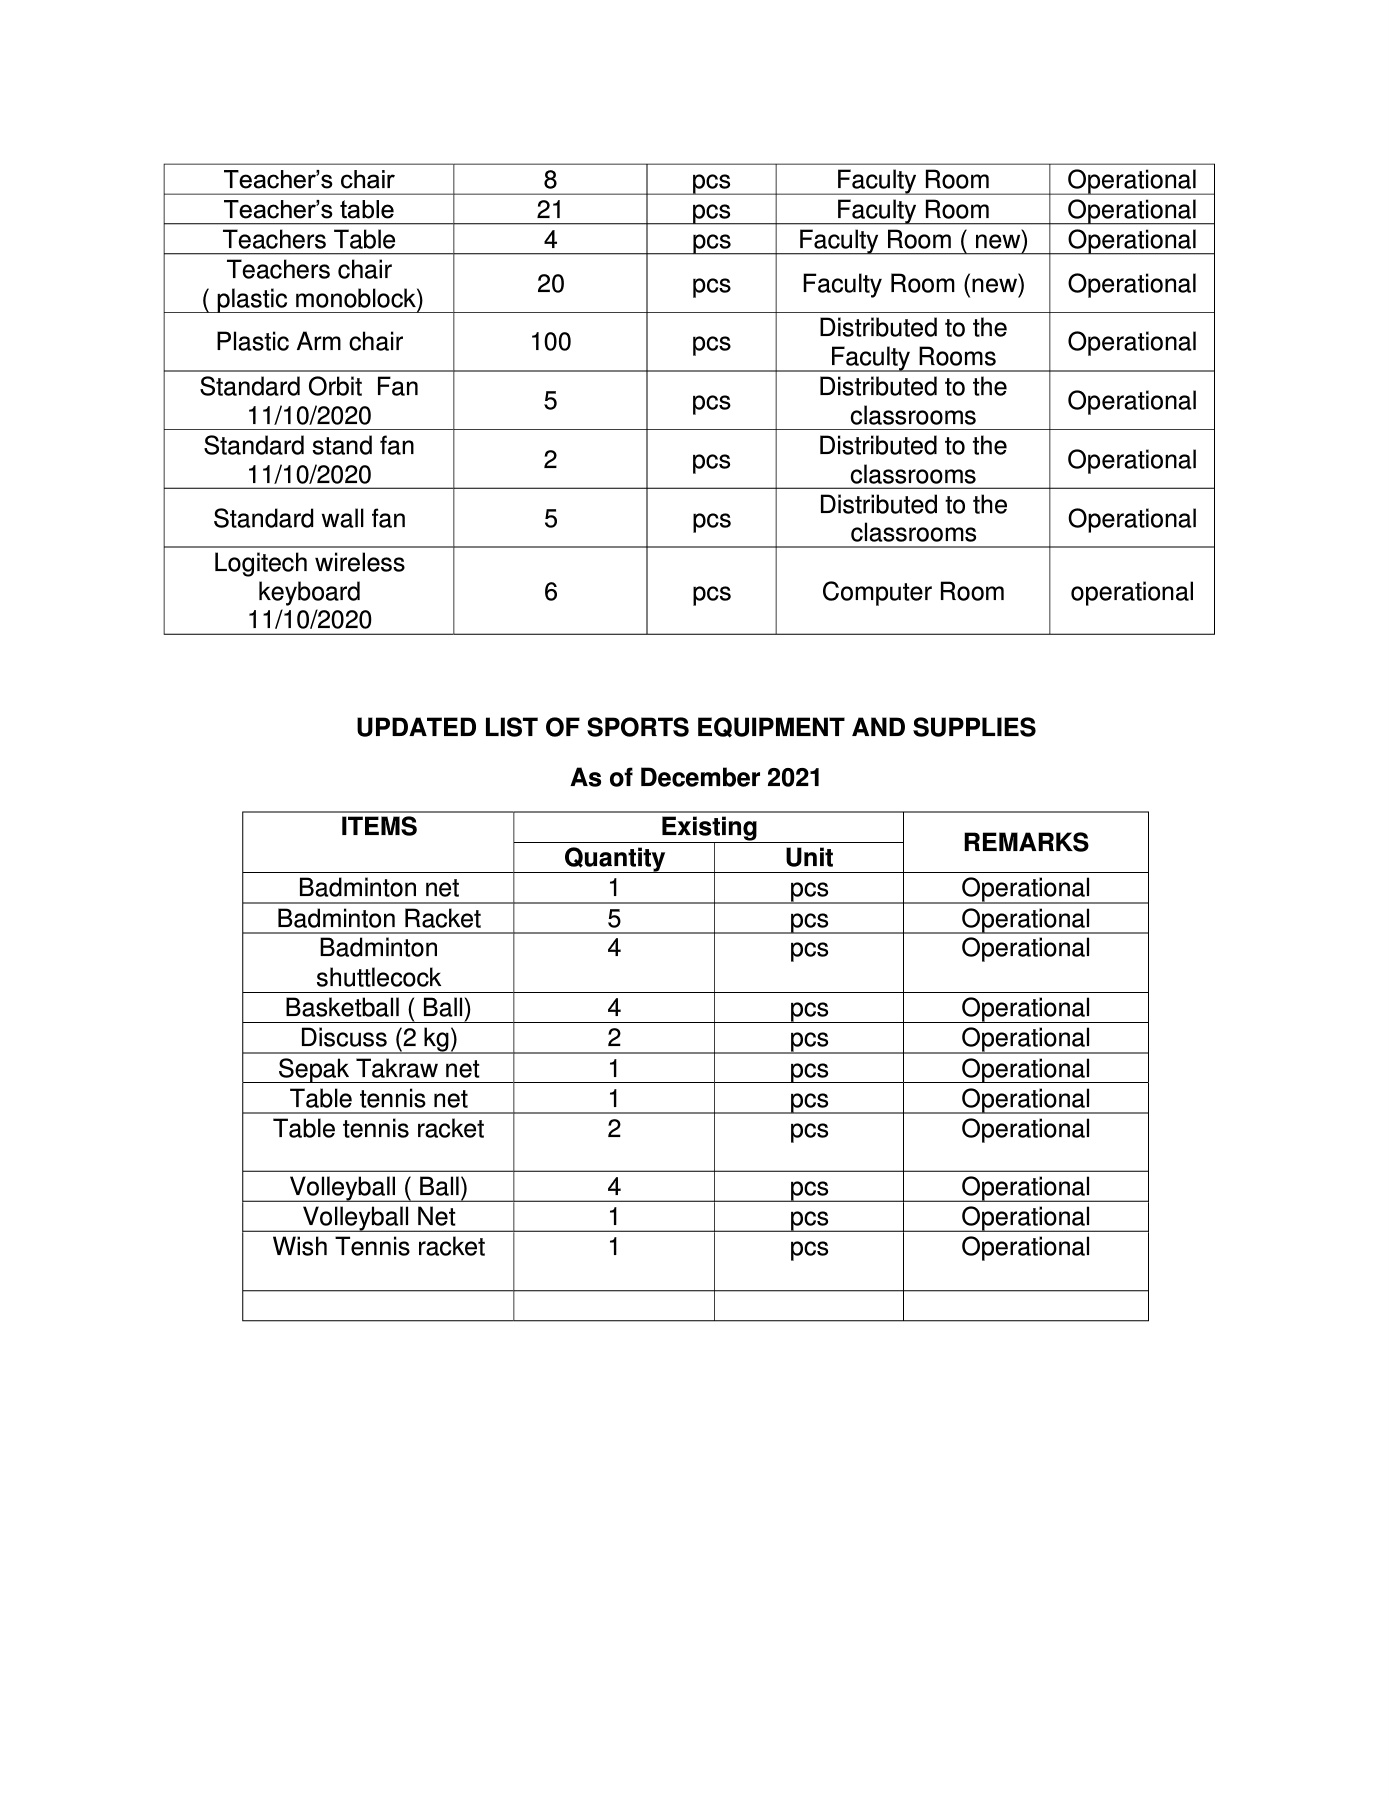 Teacher’s chair 8 pcs Faculty Room Operational
Teacher’s table 21 pcs Faculty Room Operational
Teachers Table 4 pcs Faculty Room ( new) Operational
Teachers chair
( plastic monoblock) 20 pcs Faculty Room (new) Operational
Plastic Arm chair 100 pcs Distributed to the
Faculty Rooms Operational
Standard Orbit  Fan
11/10/2020 5 pcs Distributed to the
classrooms Operational
Standard stand fan
11/10/2020 2 pcs Distributed to the
classrooms Operational
Standard wall fan 5 pcs Distributed to the
classrooms Operational
Logitech wireless
keyboard
11/10/2020 6 pcs Computer Room operational
UPDATED LIST OF SPORTS EQUIPMENT AND SUPPLIES
As of December 2021
ITEMS Existing REMARKS
Quantity Unit
Badminton net 1 pcs Operational
Badminton Racket 5 pcs Operational
Badminton
shuttlecock 4 pcs Operational
Basketball ( Ball) 4 pcs Operational
Discuss (2 kg) 2 pcs Operational
Sepak Takraw net 1 pcs Operational
Table tennis net 1 pcs Operational
Table tennis racket 2 pcs Operational
Volleyball ( Ball) 4 pcs Operational
Volleyball Net 1 pcs Operational
Wish Tennis racket 1 pcs Operational